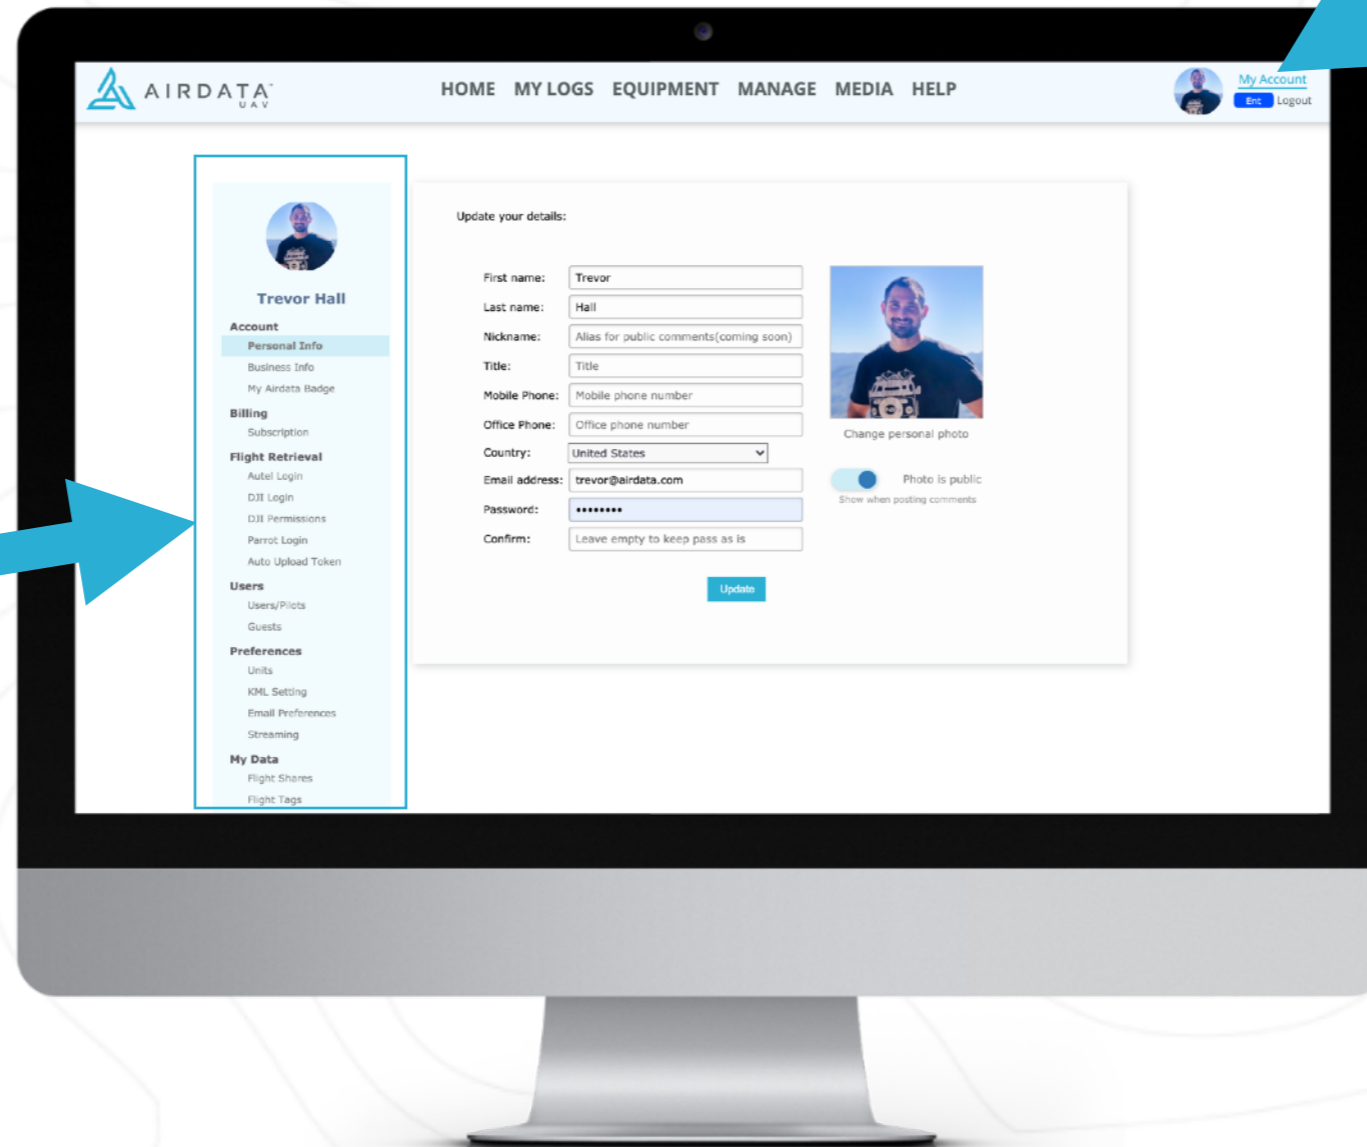 AIRDATA
UAV
HOME MY LOGS EQUIPMENT MANAGE MEDIA HELP
My Account
Ent Logout
Trevor Hall
Account
Personal Info
Business Info
My Airdata Badge
Billing
Subscription
Flight Retrieval
Autel Login
DJI Login
DJI Permissions
Parrot Login
Auto Upload Token
Users
Users/Pilots
Guests
Preferences
Units
KML Setting
Email Preferences
Streaming
My Data
Flight Shares
Flight Tags
Update your details:
First name: Trevor
Last name: Hall
Nickname: Alias for public comments(coming soon)
Title: Title
Mobile Phone: Mobile phone number
Office Phone: Office phone number
Country: United States
Email address: trevor@airdata.com
Password: ••••••••
Confirm: Leave empty to keep pass as is
Update
Change personal photo
Photo is public
Show when posting comments